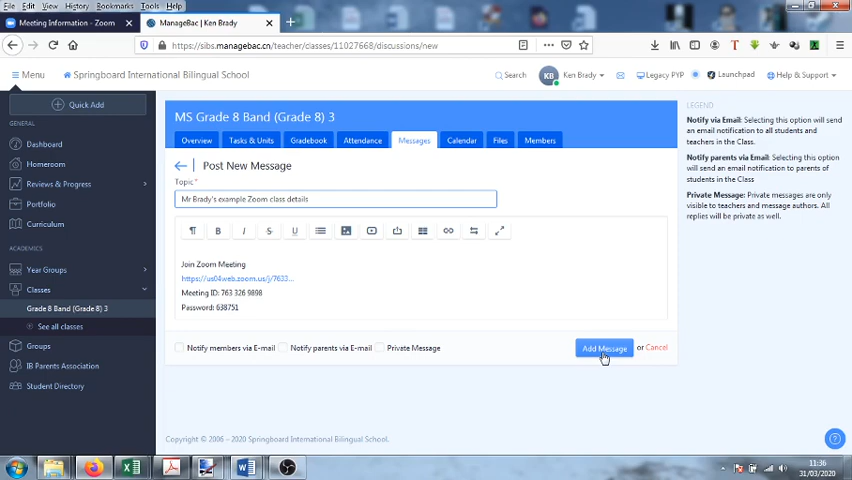 File Edit View History Bookmarks Tools Help
Meeting Information - Zoom
ManageBac | Ken Brady
https://sibs.managebac.cn/teacher/classes/11027668/discussions/new
Menu
Springboard International Bilingual School
Search
KB
Ken Brady
Legacy PYP
Launchpad
Help & Support
Quick Add
GENERAL
Dashboard
Homeroom
Reviews & Progress
Portfolio
Curriculum
ACADEMICS
Year Groups
Classes
Grade 8 Band (Grade 8) 3
See all classes
Groups
IB Parents Association
Student Directory
MS Grade 8 Band (Grade 8) 3
Overview
Tasks & Units
Gradebook
Attendance
Messages
Calendar
Files
Members
Post New Message
Topic*
Mr Brady's example Zoom class details
Join Zoom Meeting
https://us04web.zoom.us/j/7633...
Meeting ID: 763 326 9898
Password: 638751
Notify members via E-mail
Notify parents via E-mail
Private Message
Add Message
or Cancel
LEGEND
Notify via Email: Selecting this option will send
an email notification to all students and
teachers in the Class.
Notify parents via Email: Selecting this option
will send an email notification to parents of
students in the Class
Private Message: Private messages are only
visible to teachers and message authors. All
replies will be private as well.
Copyright © 2006 – 2020 Springboard International Bilingual School.
11:36
31/03/2020